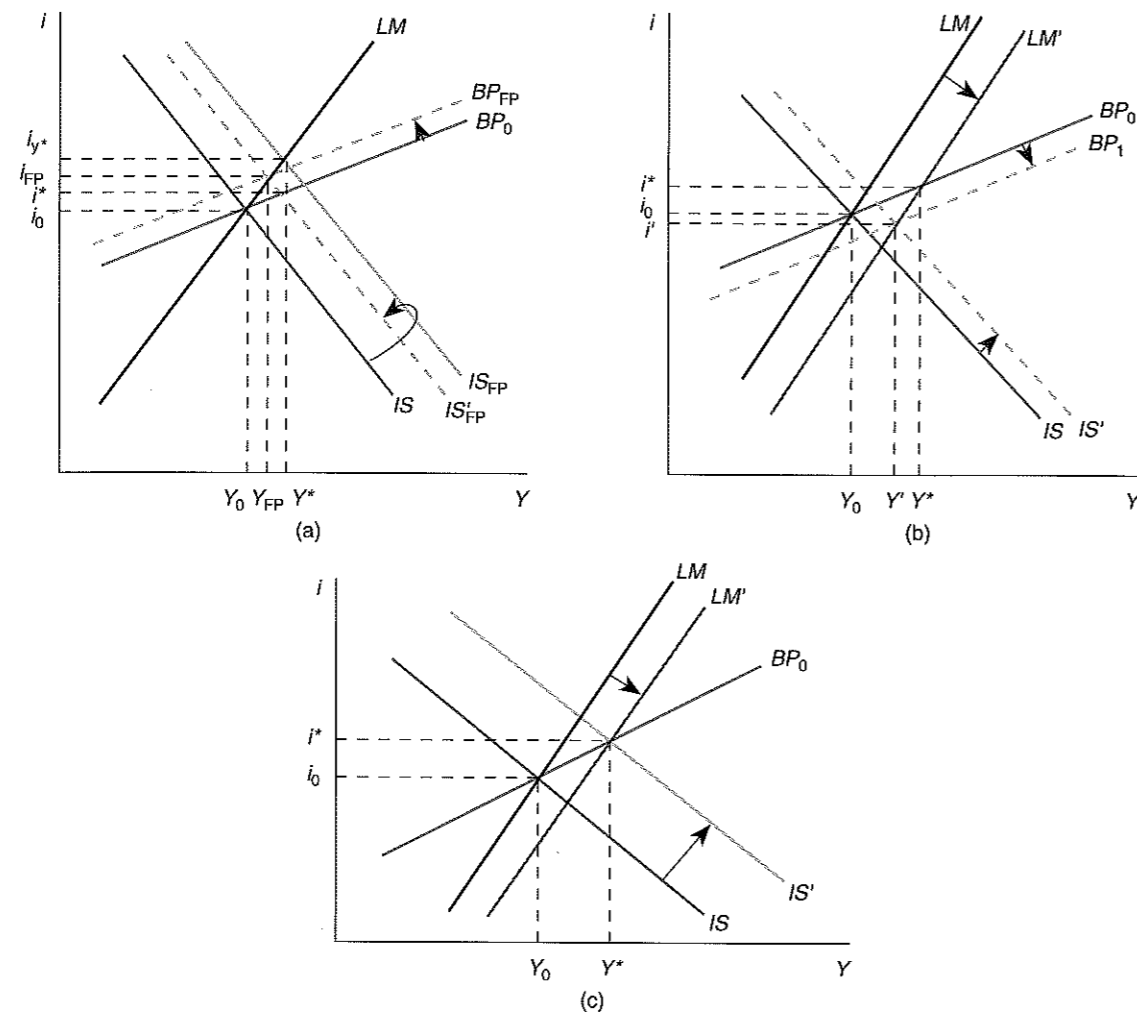 i
LM
BP_FP
BP_0
i_y*
i_FP
i*
i_0
IS_FP
IS
IS'_FP
Y_0 Y_FP Y* Y
(a)
i
LM
LM'
BP_0
BP_1
i*
i_0
i'
IS
IS'
Y_0 Y' Y* Y
(b)
i
LM
LM'
BP_0
i*
i_0
IS'
IS
Y_0 Y* Y
(c)